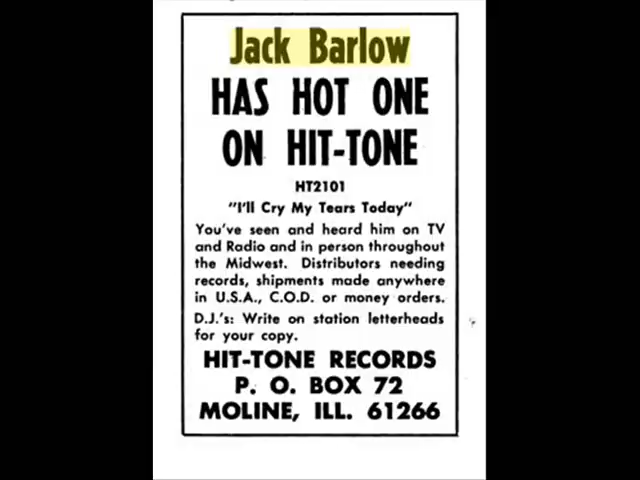 Jack Barlow
HAS HOT ONE
ON HIT-TONE
HT2101
"I'll Cry My Tears Today"
You've seen and heard him on TV
and Radio and in person throughout
the Midwest. Distributors needing
records, shipments made anywhere
in U.S.A., C.O.D. or money orders.
D.J.'s: Write on station letterheads
for your copy.
HIT-TONE RECORDS
P. O. BOX 72
MOLINE, ILL. 61266